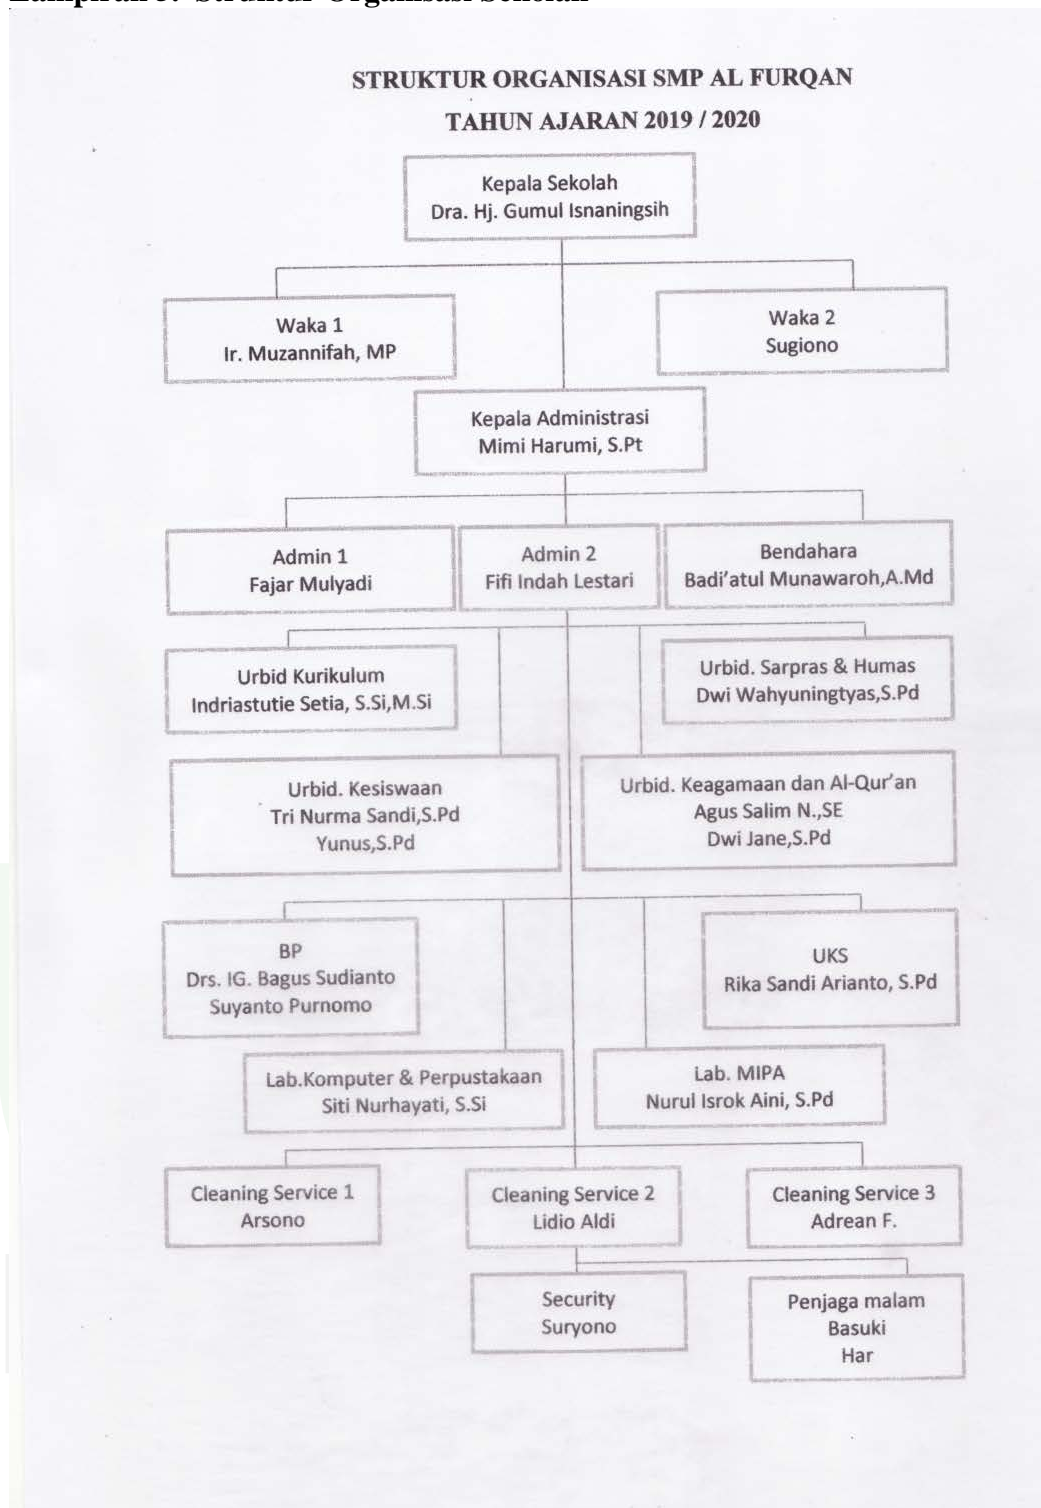 Lampiran 3. Struktur Organisasi Sekolah
STRUKTUR ORGANISASI SMP AL FURQAN
TAHUN AJARAN 2019 / 2020
Kepala Sekolah
Dra. Hj. Gumul Isnaningsih
Waka 1
Ir. Muzannifah, MP
Waka 2
Sugiono
Kepala Administrasi
Mimi Harumi, S.Pt
Admin 1
Fajar Mulyadi
Admin 2
Fifi Indah Lestari
Bendahara
Badi'atul Munawaroh,A.Md
Urbid Kurikulum
Indriastutie Setia, S.Si,M.Si
Urbid. Sarpras & Humas
Dwi Wahyuningtyas,S.Pd
Urbid. Kesiswaan
Tri Nurma Sandi,S.Pd
Yunus,S.Pd
Urbid. Keagamaan dan Al-Qur'an
Agus Salim N.,SE
Dwi Jane,S.Pd
BP
Drs. IG. Bagus Sudianto
Suyanto Purnomo
UKS
Rika Sandi Arianto, S.Pd
Lab.Komputer & Perpustakaan
Siti Nurhayati, S.Si
Lab. MIPA
Nurul Isrok Aini, S.Pd
Cleaning Service 1
Arsono
Cleaning Service 2
Lidio Aldi
Cleaning Service 3
Adrean F.
Security
Suryono
Penjaga malam
Basuki
Har